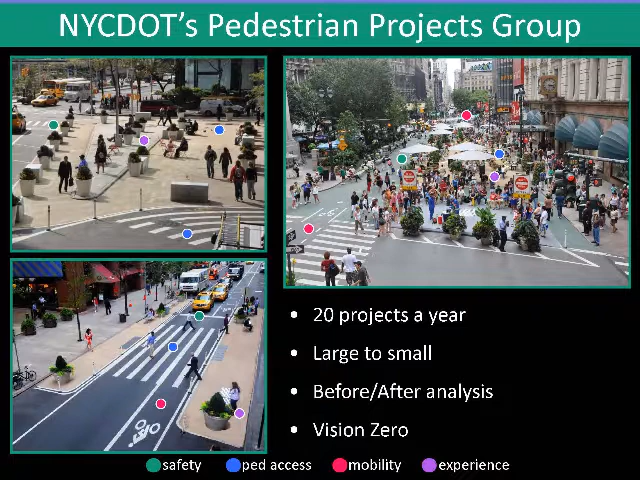 NYCDOT's Pedestrian Projects Group
• 20 projects a year
• Large to small
• Before/After analysis
• Vision Zero
safety ped access mobility experience